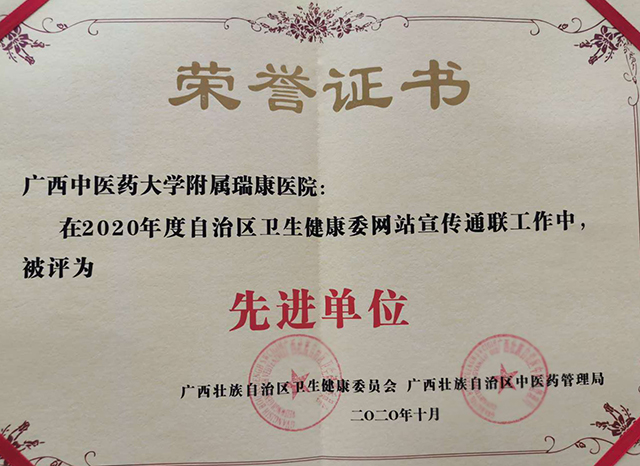 荣誉证书
广西中医药大学附属瑞康医院：
在2020年度自治区卫生健康委网站宣传通联工作中，
被评为
先进单位
广西壮族自治区卫生健康委员会 广西壮族自治区中医药管理局
二〇二〇年十月